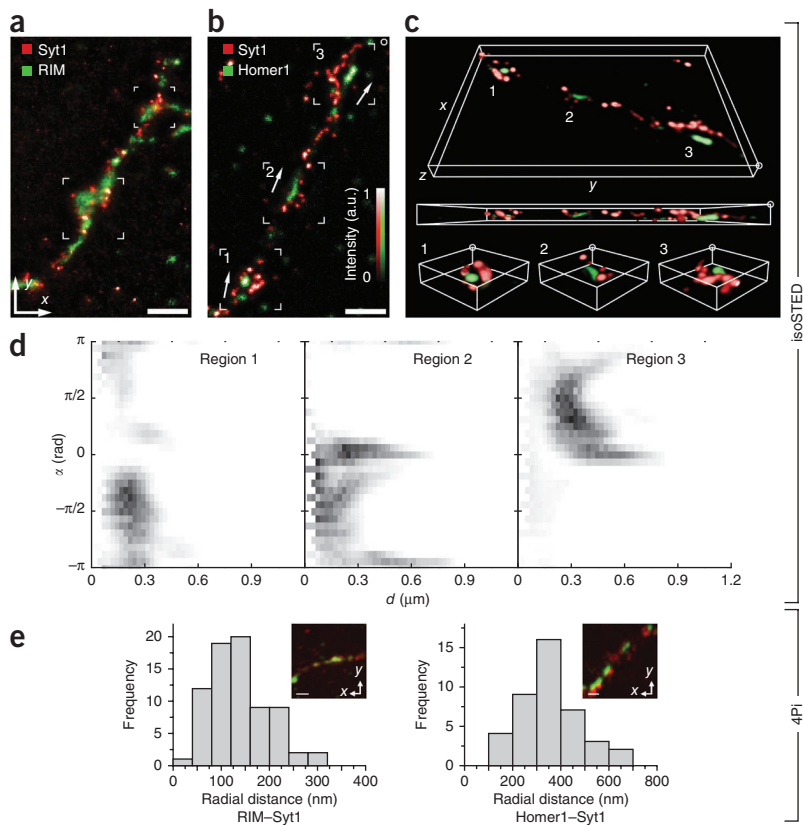 a
Syt1
RIM
y
x
b
Syt1
Homer1
3
2
1
Intensity (a.u.)
1
0
c
x
z
y
1
2
3
1
2
3
isoSTED
d
Region 1
Region 2
Region 3
α (rad)
π
π/2
0
−π/2
−π
0 0.3 0.6 0.9 0 0.3 0.6 0.9 0 0.3 0.6 0.9 1.2
d (µm)
e
Frequency
20
15
10
5
0
y
x
0 100 200 300 400
Radial distance (nm)
RIM–Syt1
Frequency
15
10
5
0
y
x
200 400 600 800
Radial distance (nm)
Homer1–Syt1
4Pi